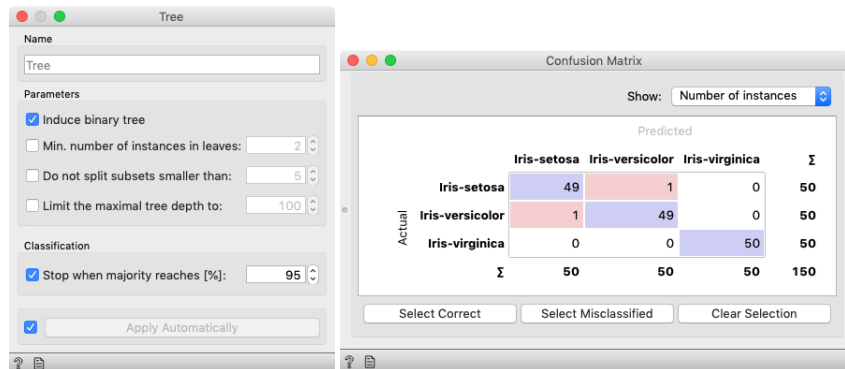 Tree
Name
Tree
Parameters
Induce binary tree
Min. number of instances in leaves: 2
Do not split subsets smaller than: 5
Limit the maximal tree depth to: 100
Classification
Stop when majority reaches [%]: 95
Apply Automatically
?
Confusion Matrix
Show: Number of instances
Predicted
Iris-setosa Iris-versicolor Iris-virginica Σ
Actual
Iris-setosa 49 1 0 50
Iris-versicolor 1 49 0 50
Iris-virginica 0 0 50 50
Σ 50 50 50 150
Select Correct Select Misclassified Clear Selection
?